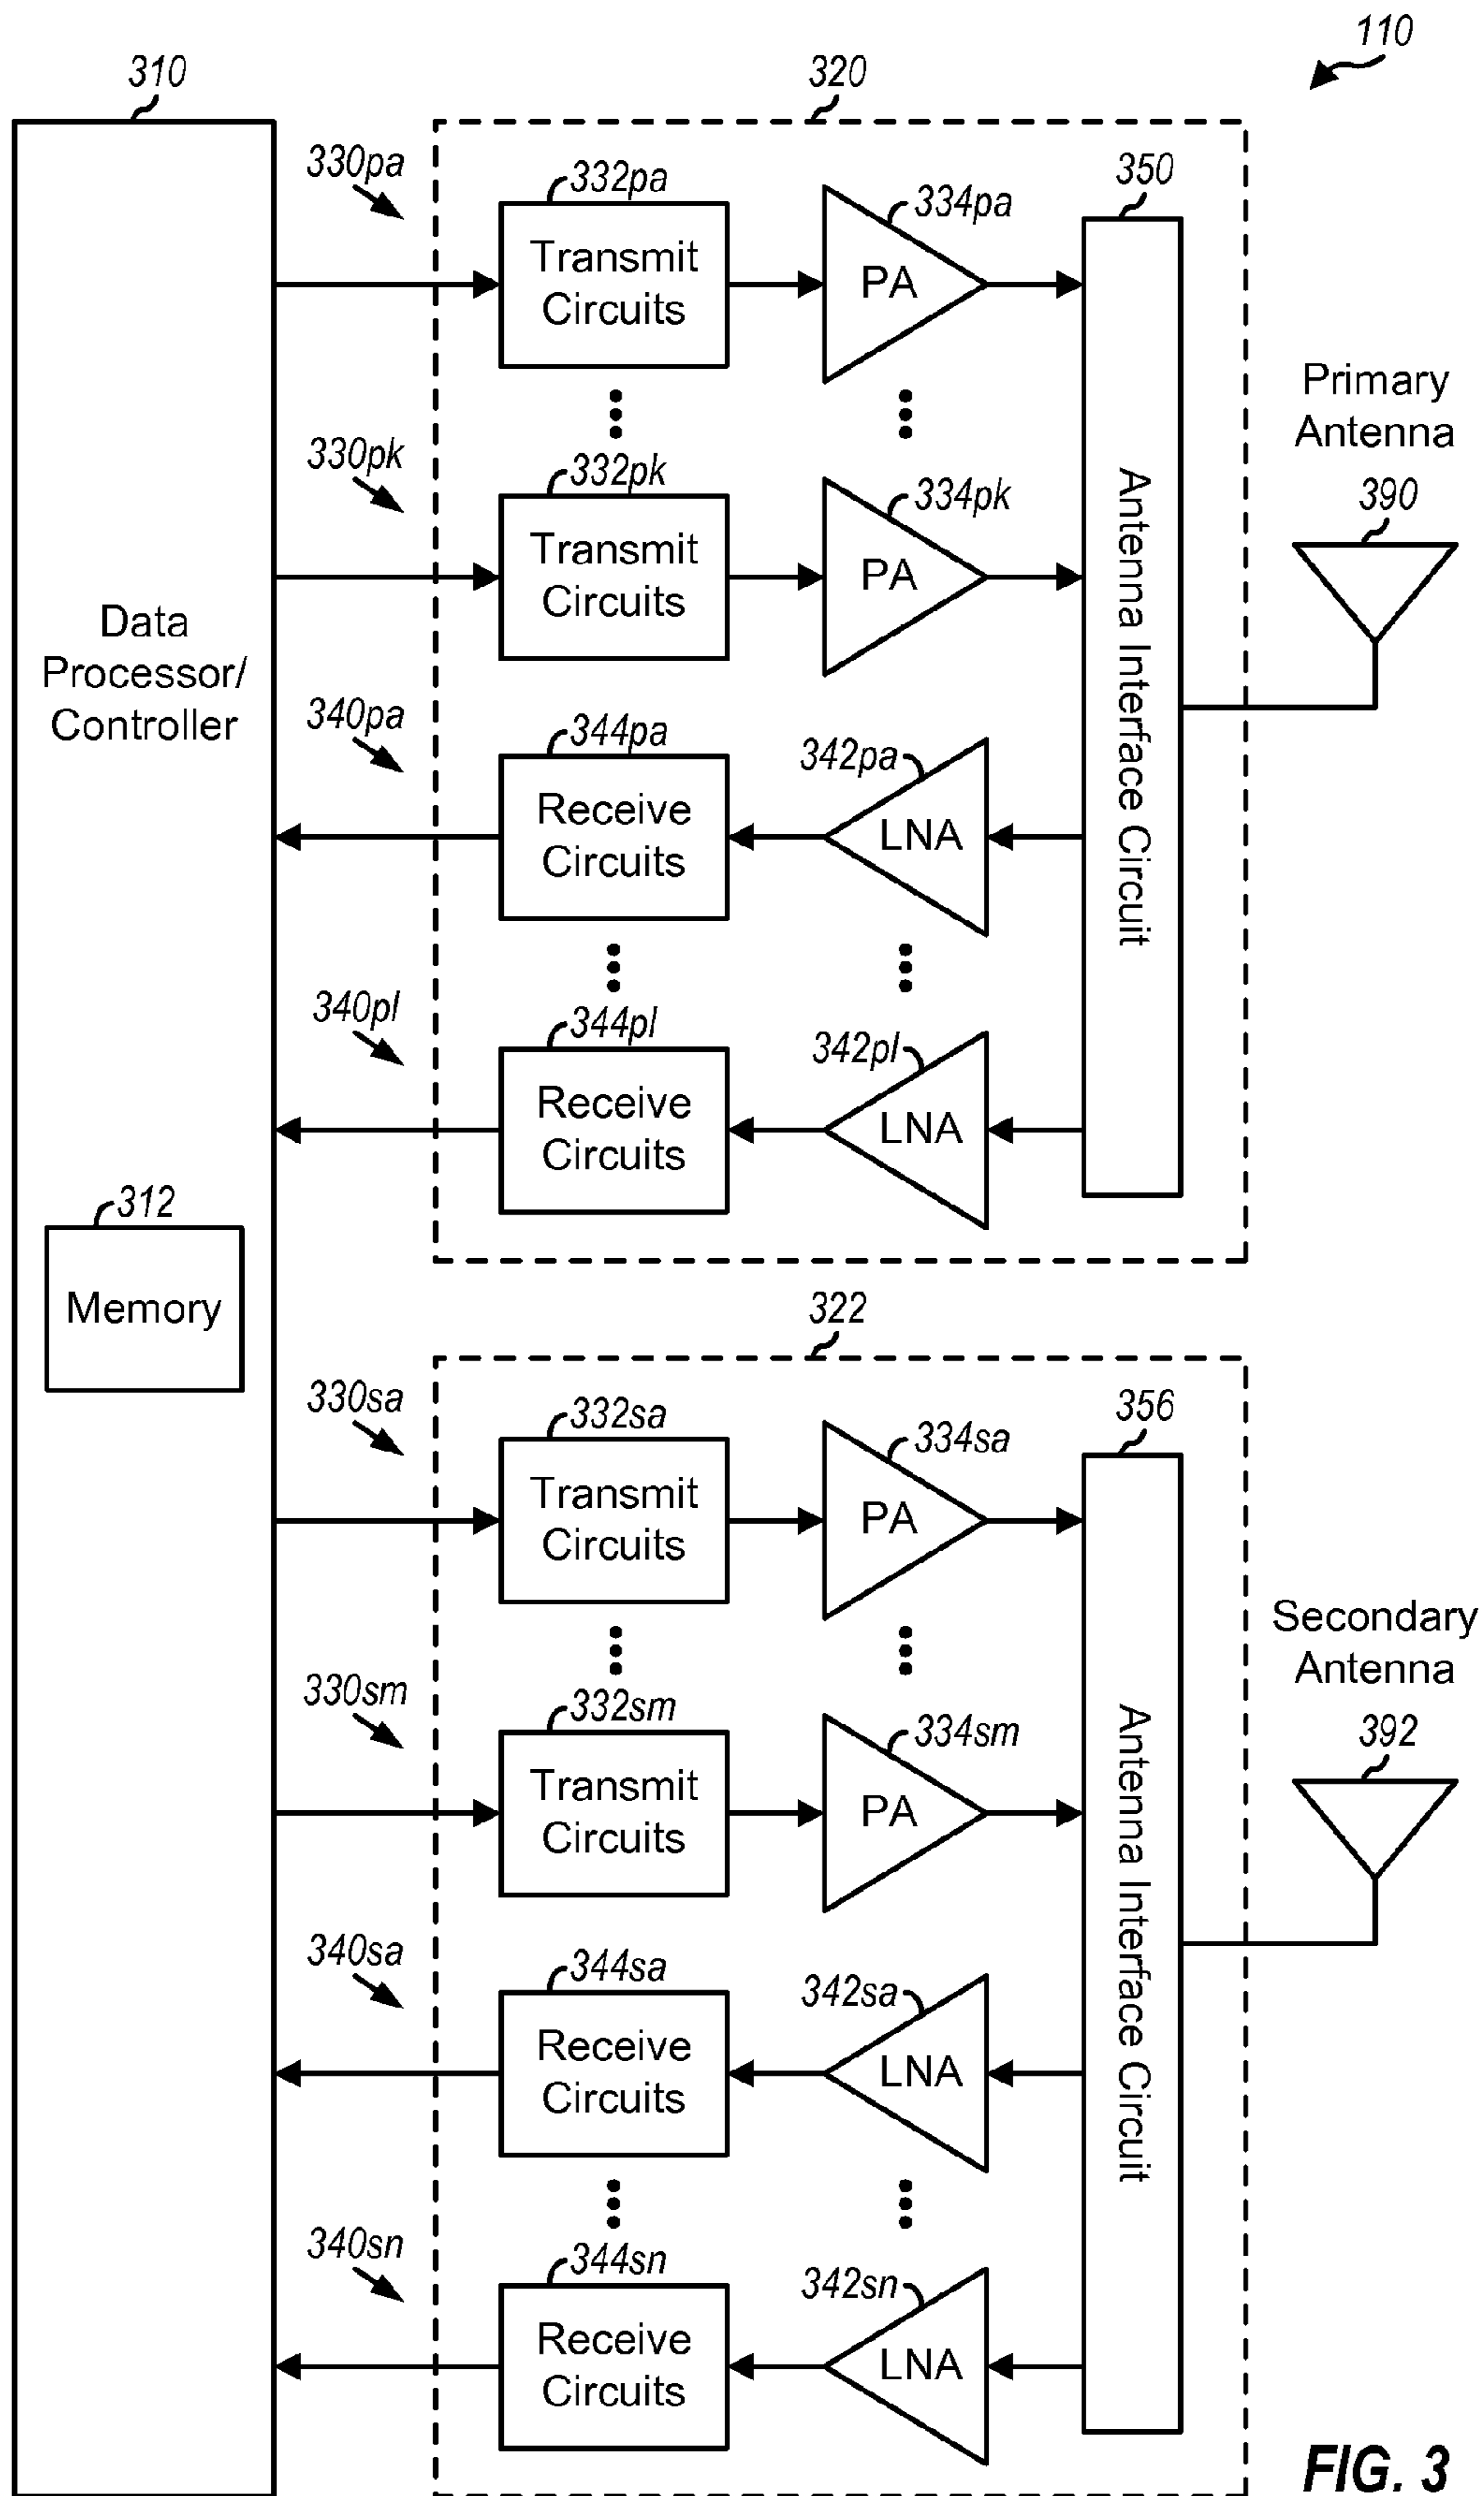 110
310
320
330pa
332pa
334pa
350
Transmit
Circuits
PA
Primary
Antenna
330pk
332pk
334pk
390
Transmit
Circuits
PA
Antenna Interface Circuit
Data
Processor/
Controller
340pa
344pa
342pa
Receive
Circuits
LNA
340pl
344pl
342pl
Receive
Circuits
LNA
312
Memory
322
330sa
332sa
334sa
356
Transmit
Circuits
PA
Secondary
Antenna
330sm
332sm
334sm
392
Transmit
Circuits
PA
Antenna Interface Circuit
340sa
344sa
342sa
Receive
Circuits
LNA
340sn
344sn
342sn
Receive
Circuits
LNA
FIG. 3